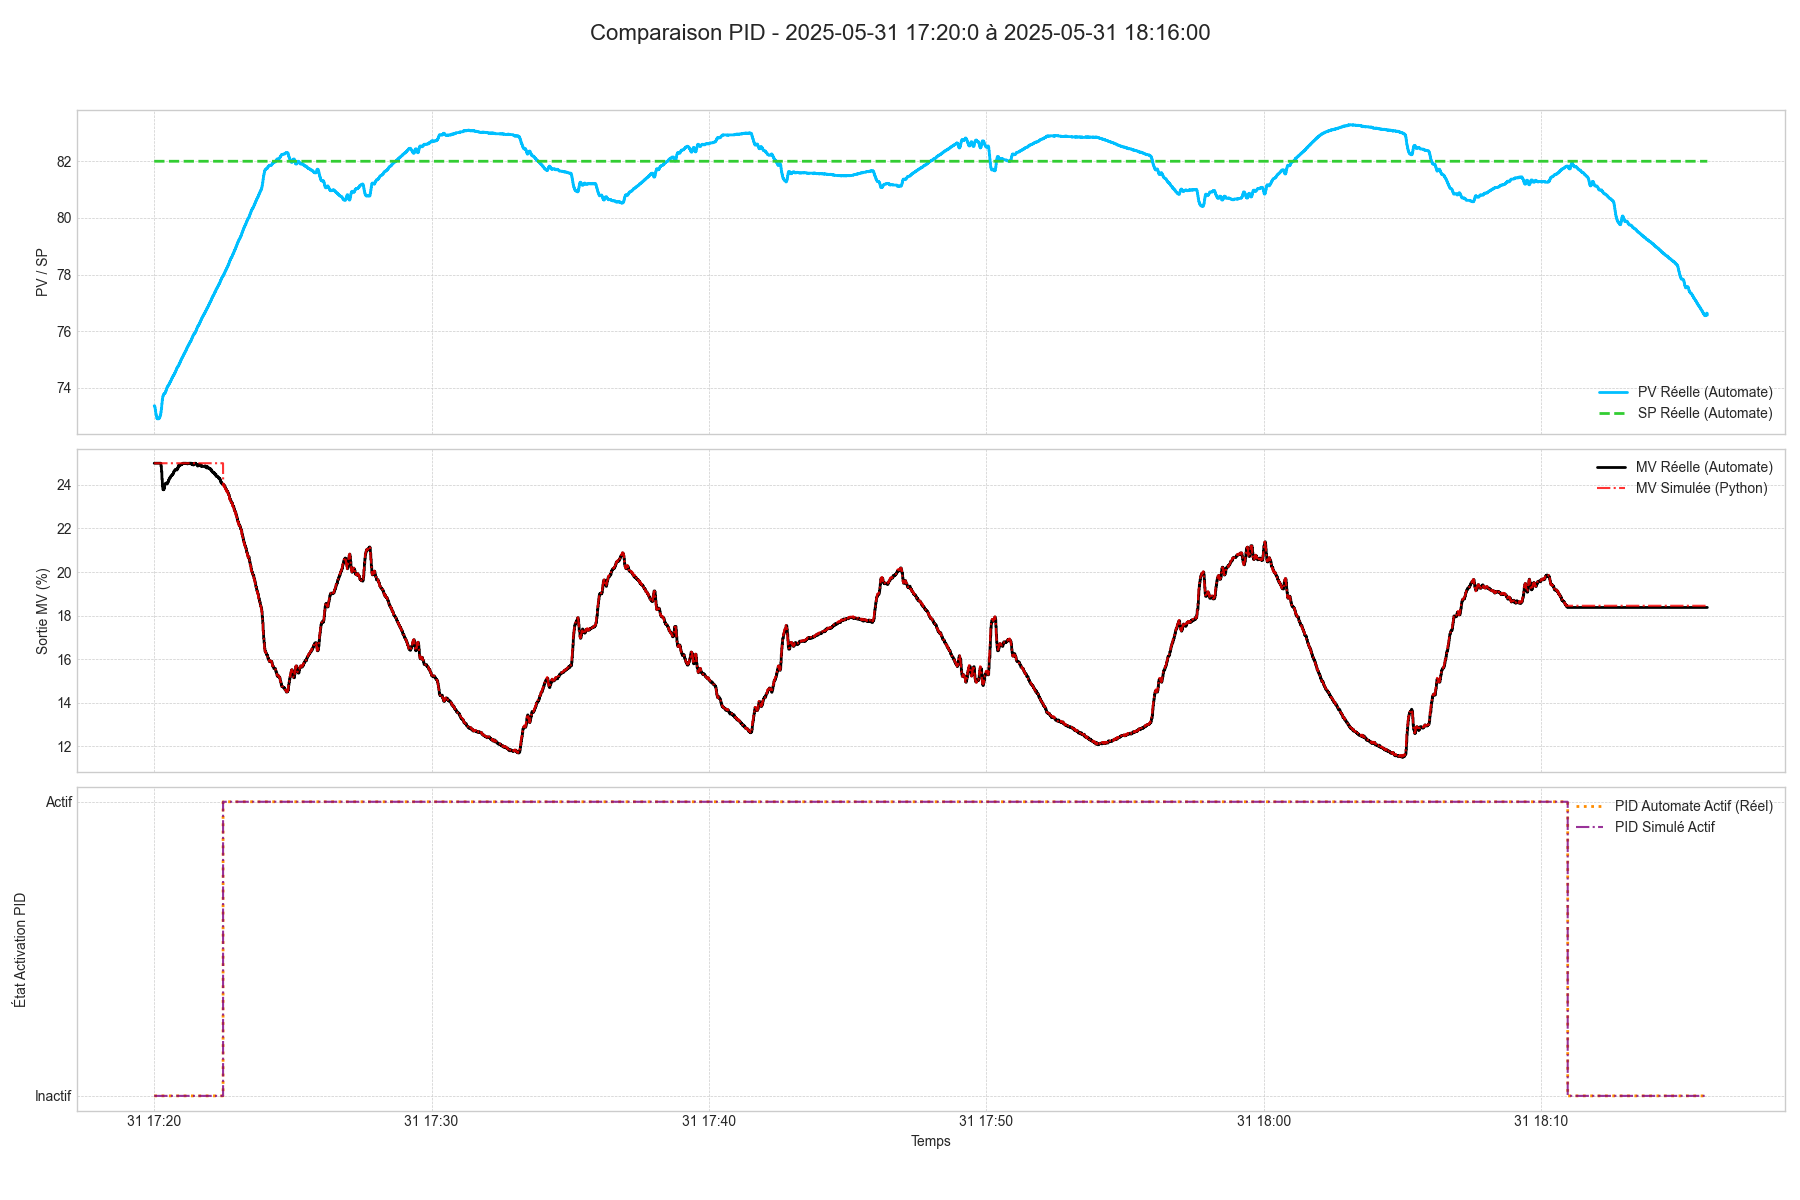 Comparaison PID - 2025-05-31 17:20:0 à 2025-05-31 18:16:00
PV / SP
82
80
78
76
74
PV Réelle (Automate)
SP Réelle (Automate)
Sortie MV (%)
24
22
20
18
16
14
12
MV Réelle (Automate)
MV Simulée (Python)
État Activation PID
Actif
Inactif
PID Automate Actif (Réel)
PID Simulé Actif
31 17:20 31 17:30 31 17:40 31 17:50 31 18:00 31 18:10
Temps